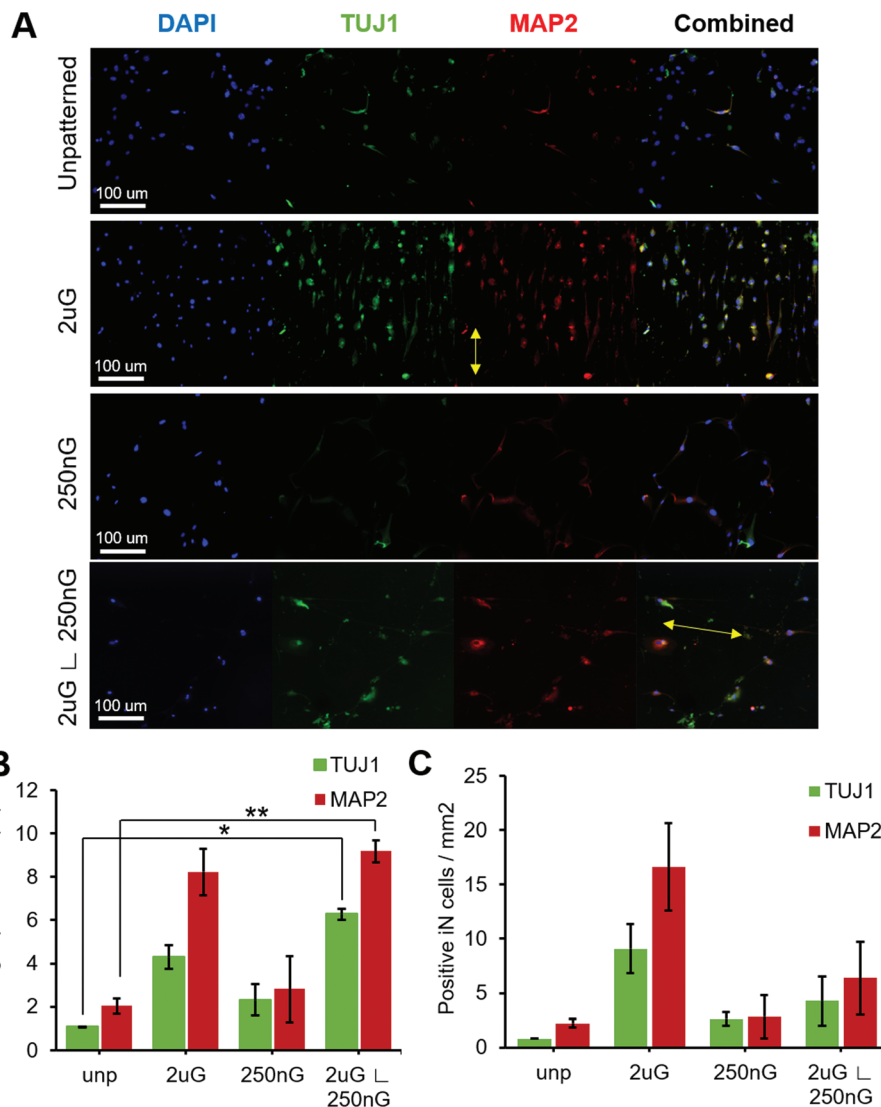 A
DAPI TUJ1 MAP2 Combined
Unpatterned
100 um
2uG
100 um
250nG
100 um
2uG ∟ 250nG
100 um
B
TUJ1
MAP2
12
10
8
6
4
2
0
**
*
unp 2uG 250nG 2uG ∟
250nG
C
TUJ1
MAP2
Positive iN cells / mm2
25
20
15
10
5
0
unp 2uG 250nG 2uG ∟
250nG